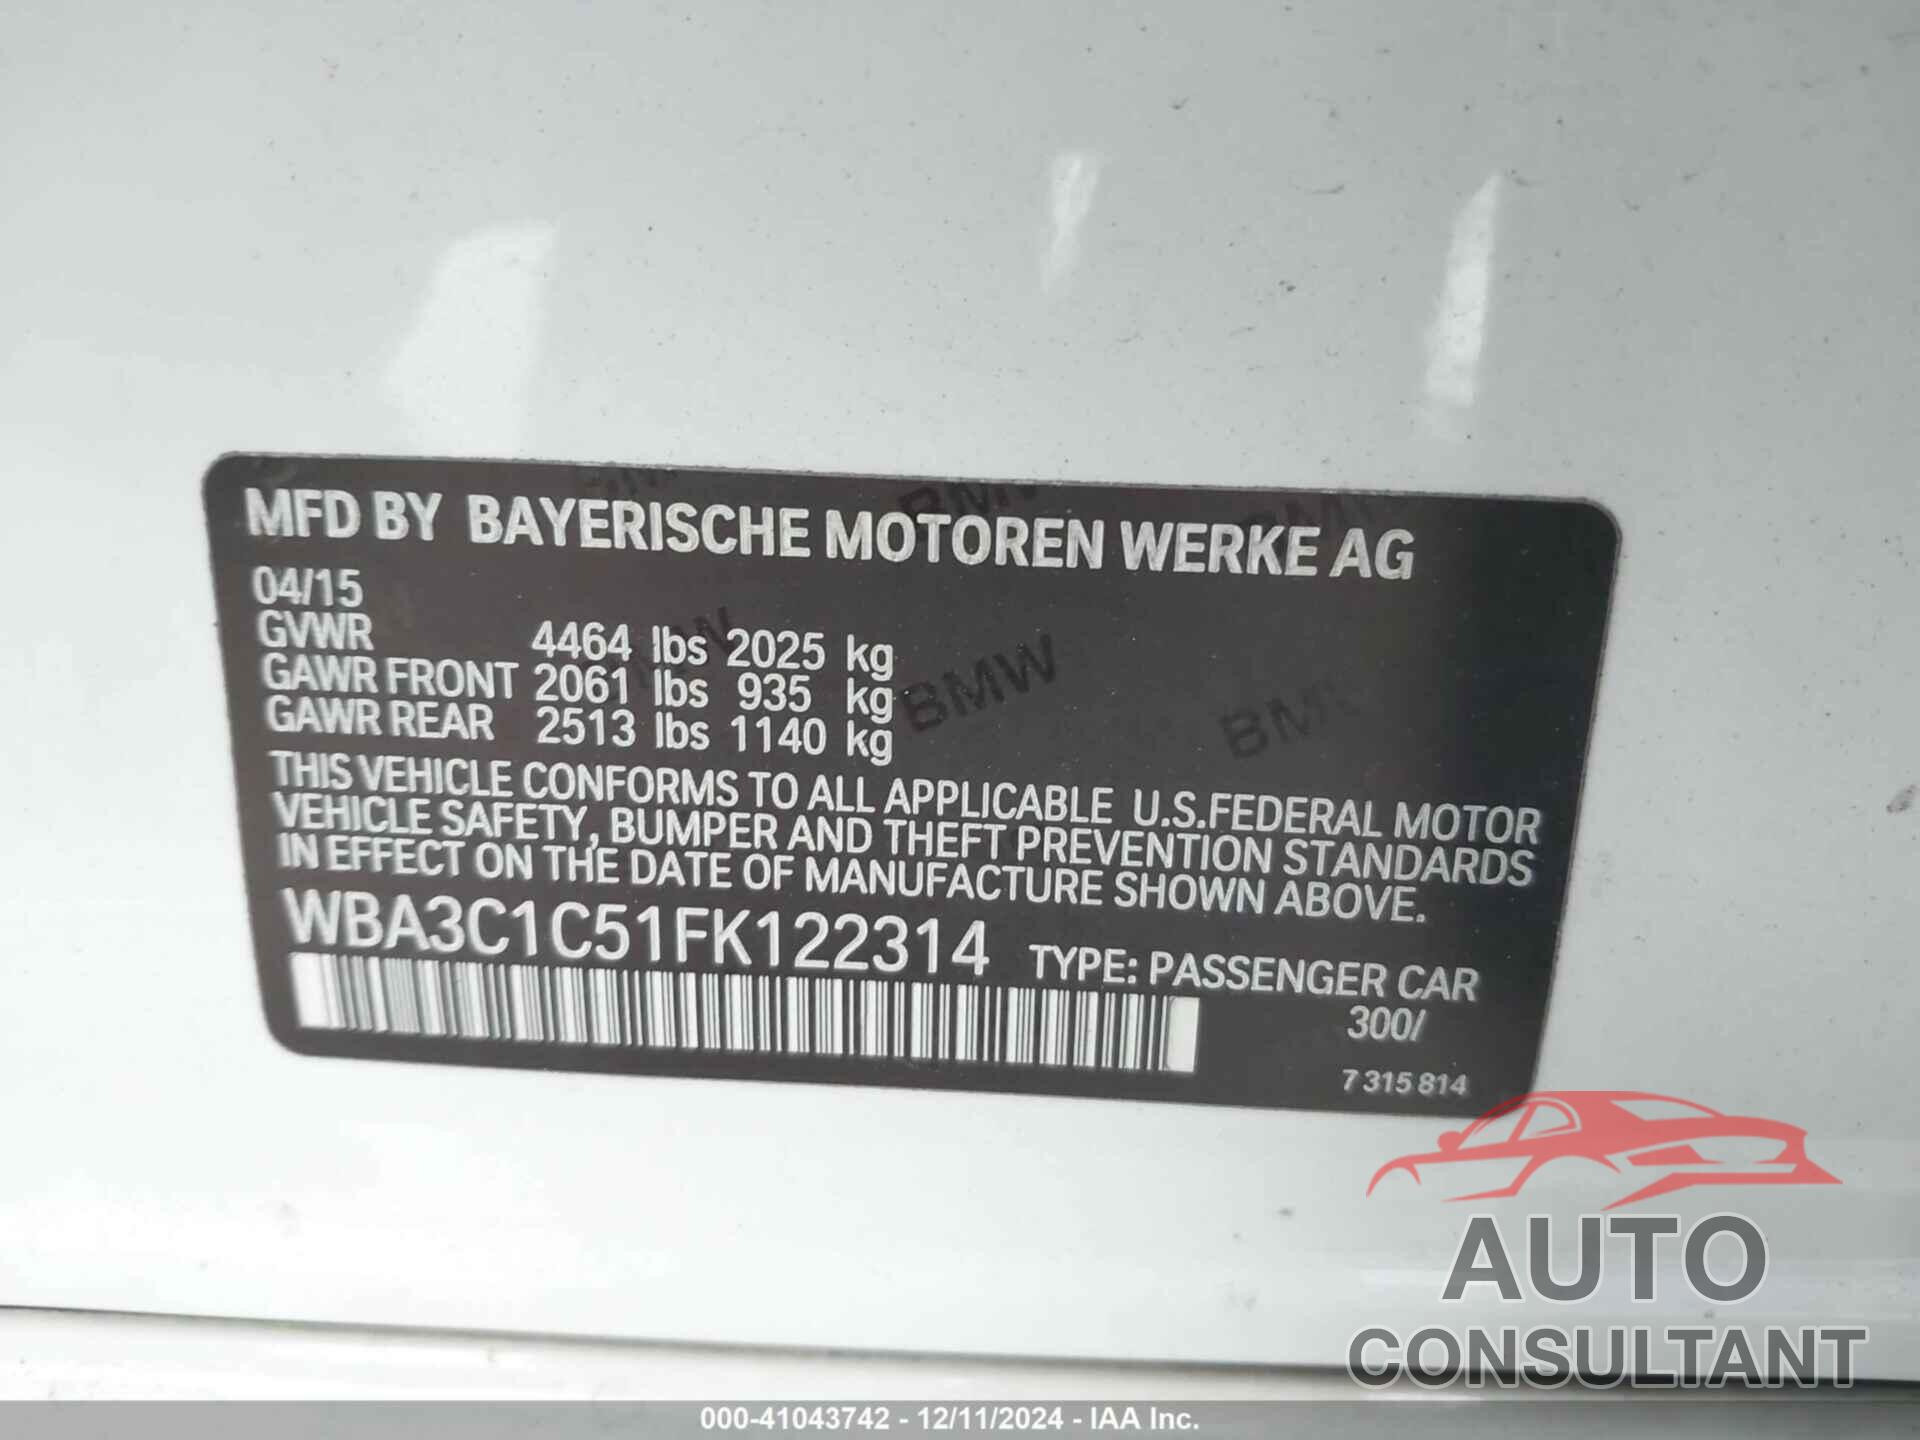 MFD BY BAYERISCHE MOTOREN WERKE AG
04/15
GVWR 4464 lbs 2025 kg
GAWR FRONT 2061 lbs 935 kg
GAWR REAR 2513 lbs 1140 kg
THIS VEHICLE CONFORMS TO ALL APPLICABLE U.S.FEDERAL MOTOR
VEHICLE SAFETY, BUMPER AND THEFT PREVENTION STANDARDS
IN EFFECT ON THE DATE OF MANUFACTURE SHOWN ABOVE.
WBA3C1C51FK122314 TYPE: PASSENGER CAR
300/
7 315 814
BMW
BMW
BMW
BMW
AUTO
CONSULTANT
000-41043742 - 12/11/2024 - IAA Inc.